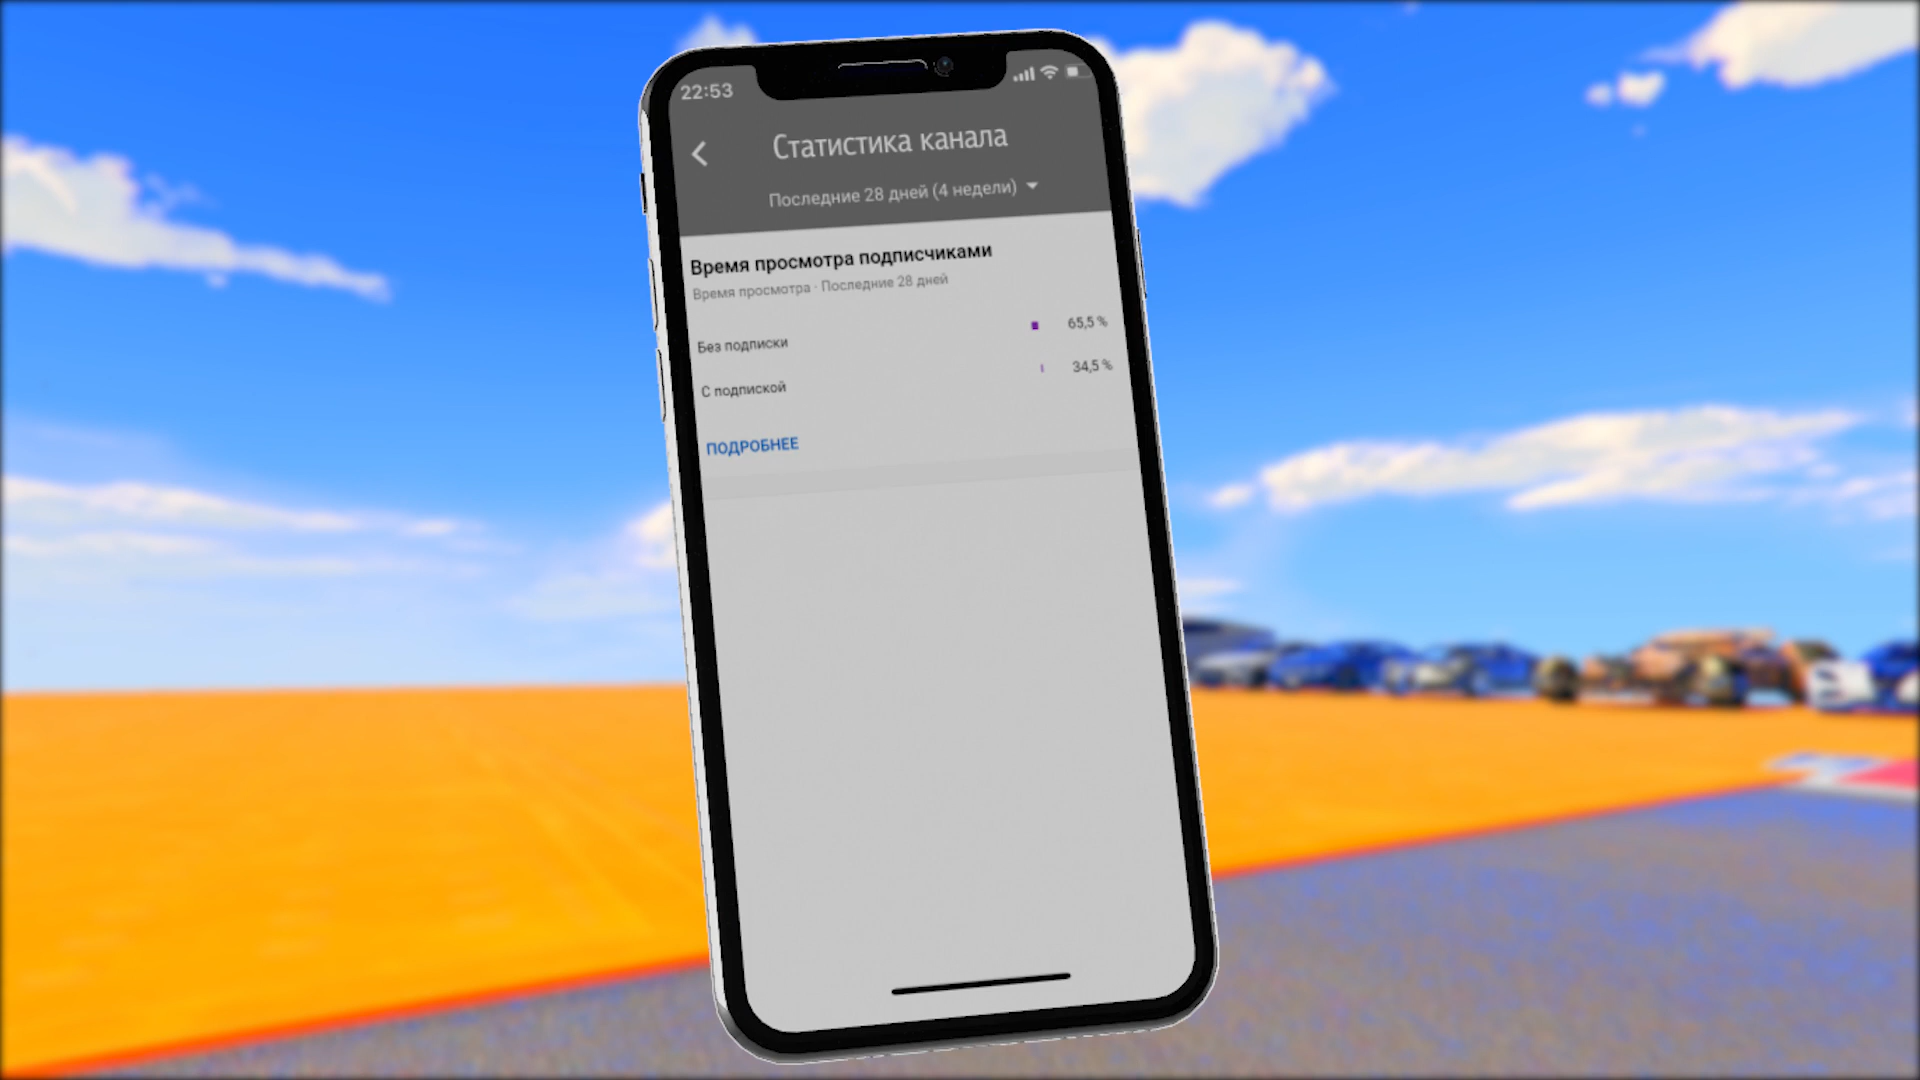 22:53
Статистика канала
Последние 28 дней (4 недели)
Время просмотра подписчиками
Время просмотра · Последние 28 дней
Без подписки 65,5 %
С подпиской 34,5 %
ПОДРОБНЕЕ